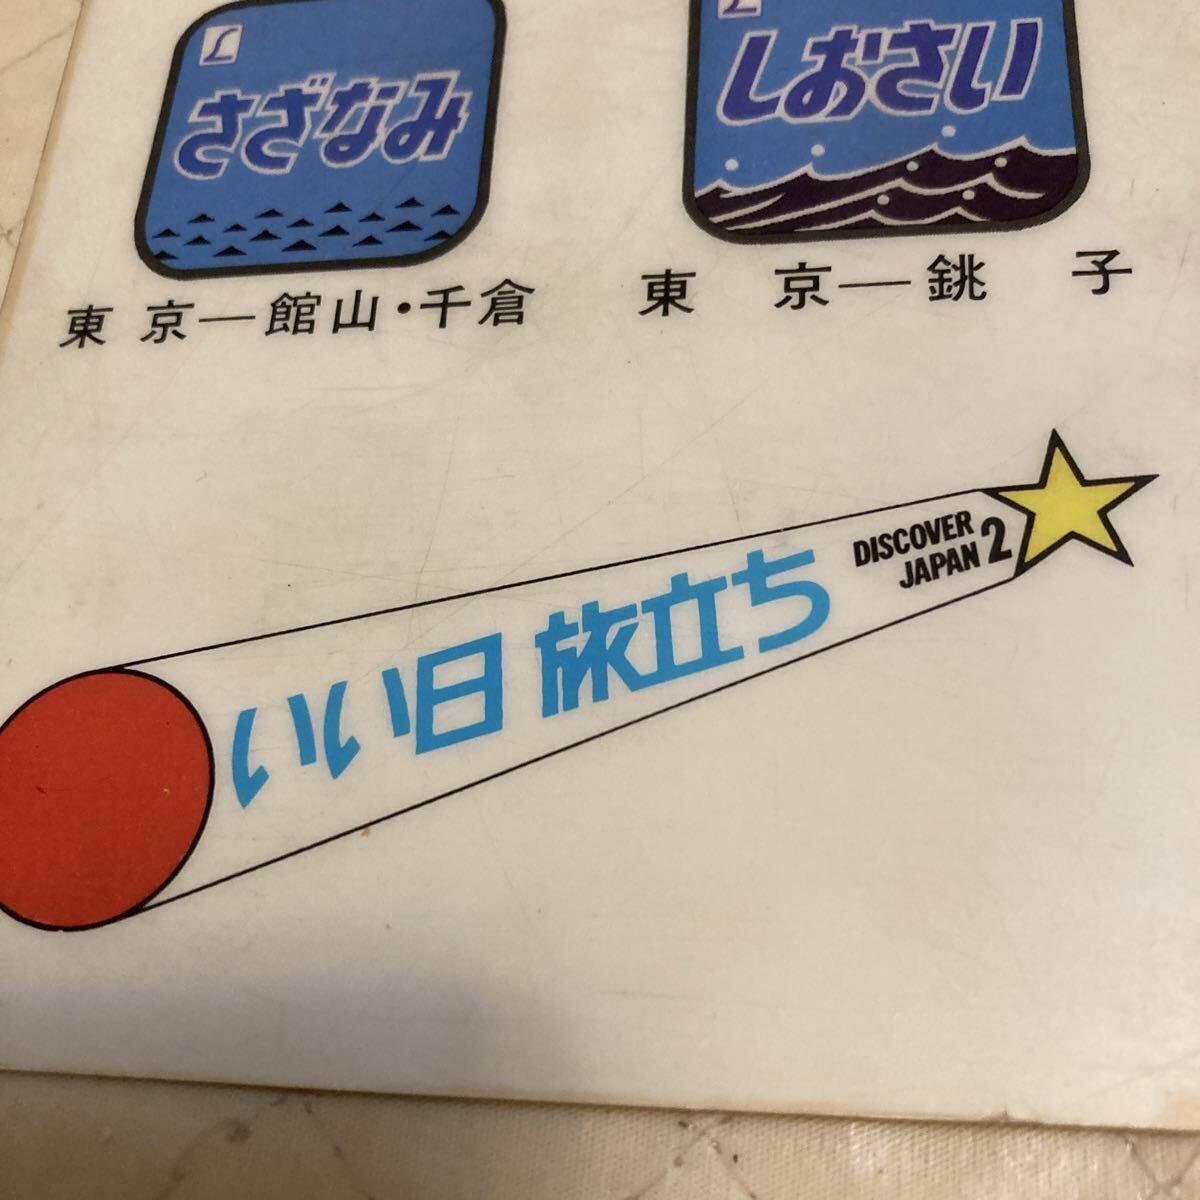 L
さざなみ
東京―館山・千倉
L
しおさい
東京―銚子
いい日旅立ち
DISCOVER
JAPAN 2